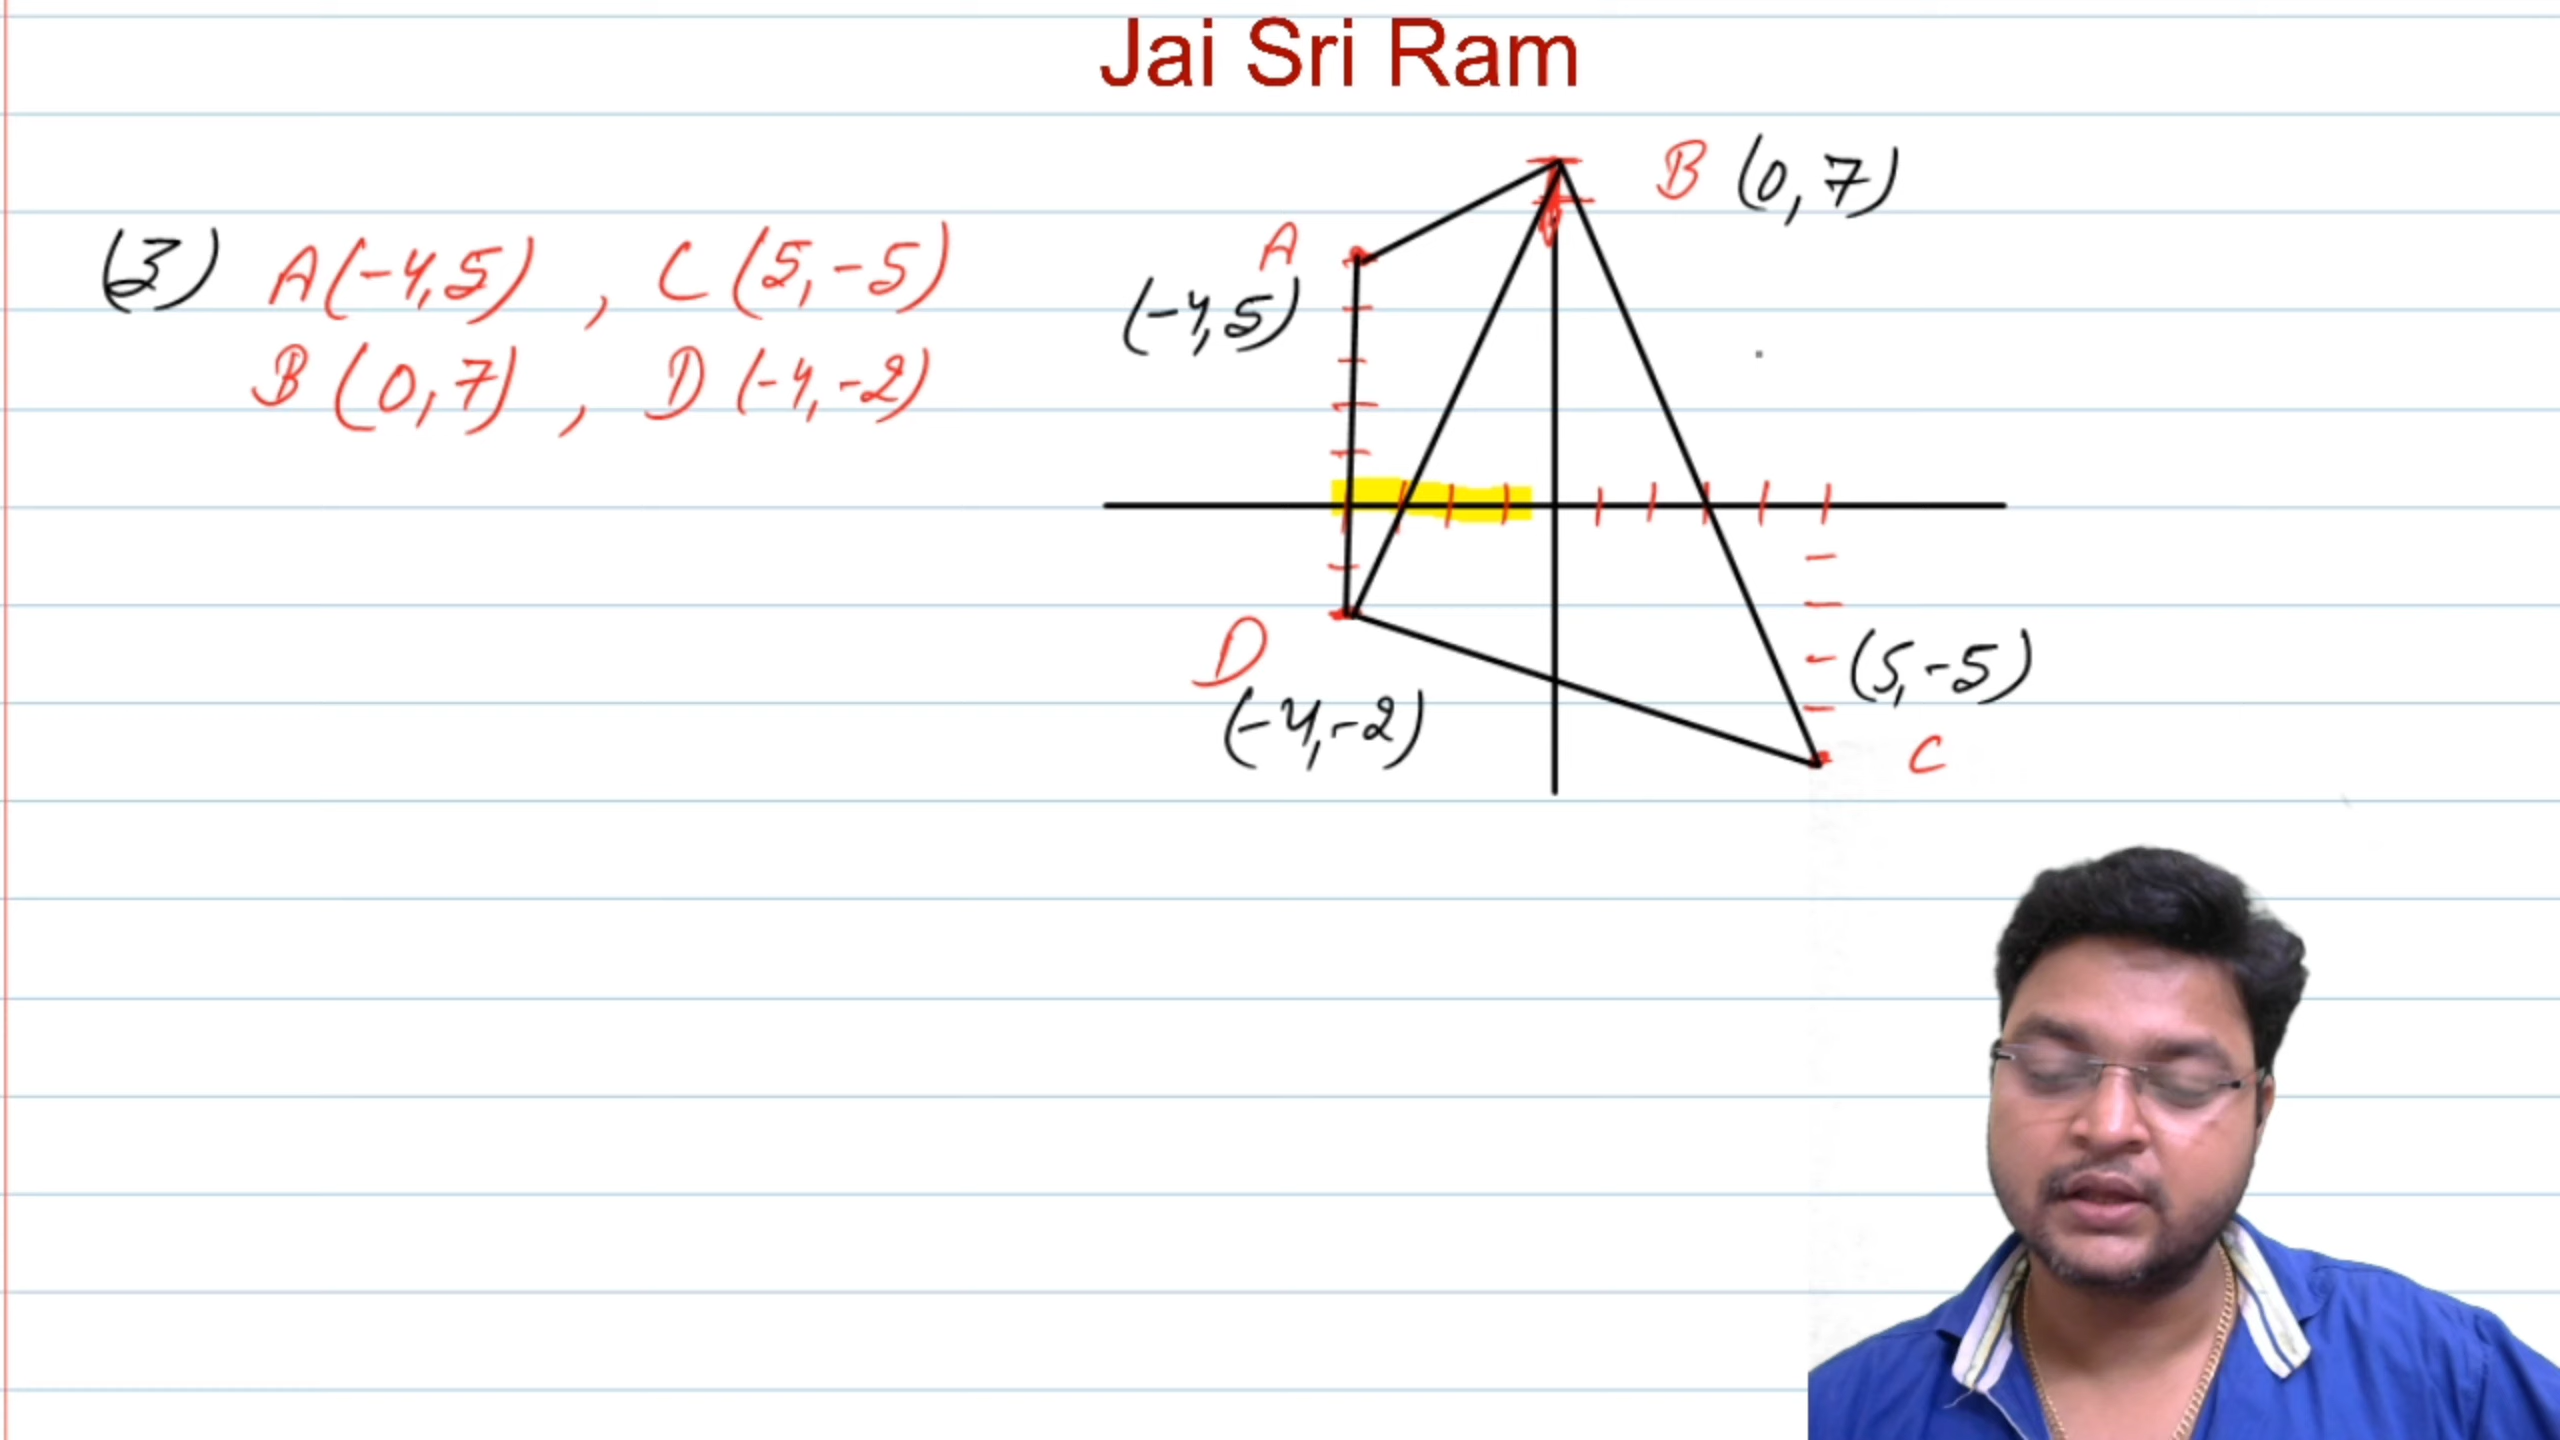 Jai Sri Ram
(3) A(-4,5) , C(5,-5)
B(0,7) , D(-4,-2)
B (0,7)
A
(-4,5)
D
(-4,-2)
(5,-5)
C